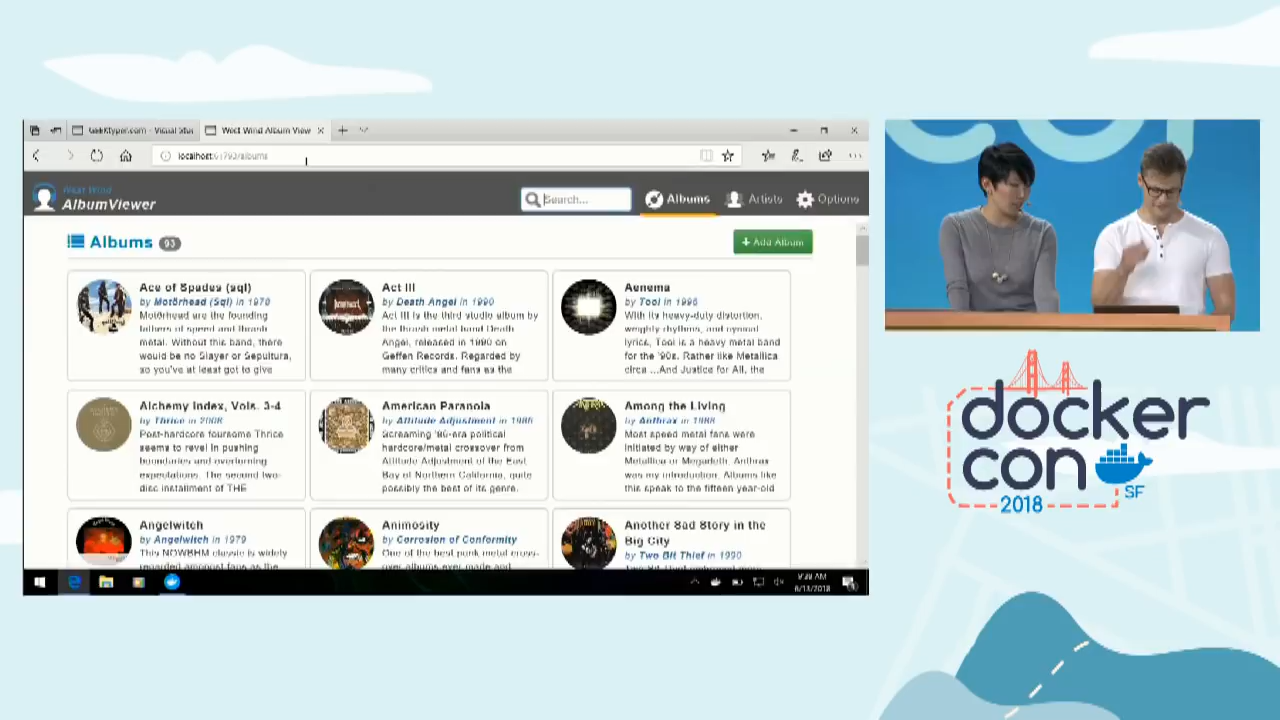 GeekTyper.com - Visual Stu
West Wind Album View
localhost:61793/albums
West Wind
AlbumViewer
Search...
Albums
Artists
Options
Albums 93
+ Add Album
Ace of Spades (sql)
by Motörhead (Sql) in 1979
Motörhead are the founding
fathers of speed and thrash
metal. Without this band, there
would be no Slayer or Sepultura,
so you've at least got to give
Act III
by Death Angel in 1990
Act III is the third studio album by
the thrash metal band Death
Angel, released in 1990 on
Geffen Records. Regarded by
many critics and fans as the
Aenema
by Tool in 1996
With its heavy-duty distortion,
weighty rhythms, and cynical
lyrics, Tool is a heavy metal band
for the '90s. Rather like Metallica
circa ...And Justice for All, the
Alchemy Index, Vols. 3-4
by Thrice in 2008
Post-hardcore foursome Thrice
seems to revel in pushing
boundaries and overturning
expectations. The second two-
disc installment of THE
American Paranoia
by Attitude Adjustment in 1986
Screaming '80-era political
hardcore/metal crossover from
Attitude Adjustment of the East
Bay of Northern California, quite
possibly the best of its genre.
Among the Living
by Anthrax in 1988
Most speed metal fans were
initiated by way of either
Metallica or Megadeth. Anthrax
was my introduction. Albums like
this speak to the fifteen year-old
Angelwitch
by Angelwitch in 1979
This NOWBHM classic is widely
Animosity
by Corrosion of Conformity
One of the best punk metal cross-
Another Sad Story in the
Big City
by Two Bit Thief in 1990
6/13/2018
docker
con
2018
SF